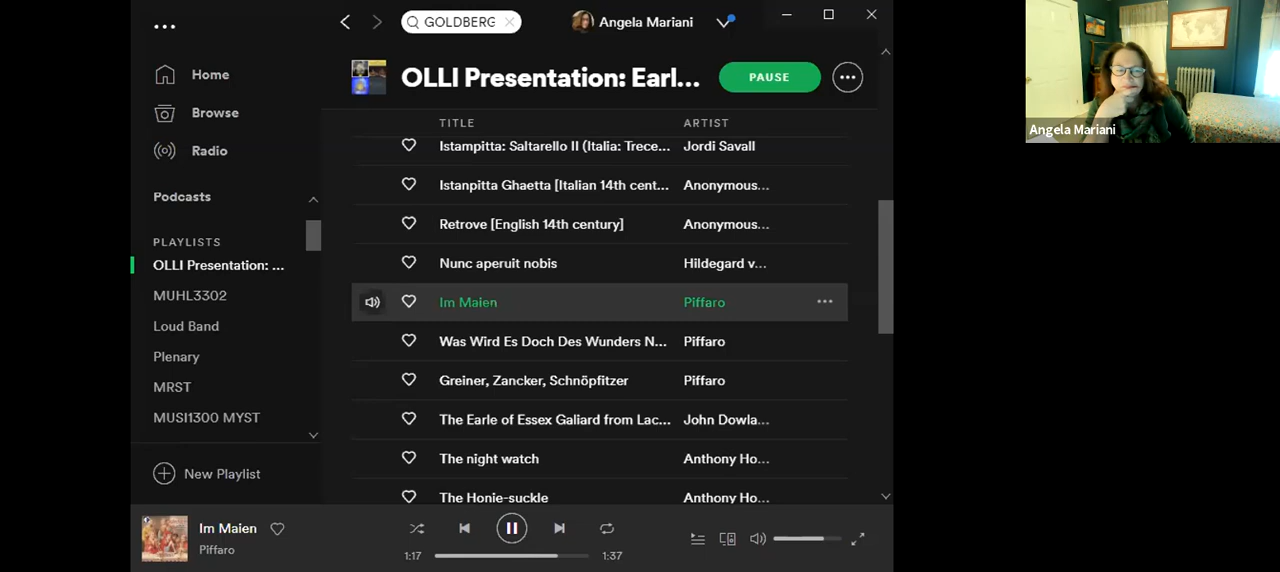 GOLDBERG
Angela Mariani
Home
OLLI Presentation: Earl...
PAUSE
Browse
TITLE
ARTIST
Radio
Istampitta: Saltarello II (Italia: Trece...
Jordi Savall
Podcasts
Istanpitta Ghaetta [Italian 14th cent...
Anonymous...
PLAYLISTS
Retrove [English 14th century]
Anonymous...
OLLI Presentation: ...
Nunc aperuit nobis
Hildegard v...
MUHL3302
Im Maien
Piffaro
Loud Band
Was Wird Es Doch Des Wunders N...
Piffaro
Plenary
Greiner, Zancker, Schnöpfitzer
Piffaro
MRST
The Earle of Essex Galiard from Lac...
John Dowla...
MUSI1300 MYST
The night watch
Anthony Ho...
New Playlist
The Honie-suckle
Anthony Ho...
Im Maien
Piffaro
1:17
1:37
Angela Mariani